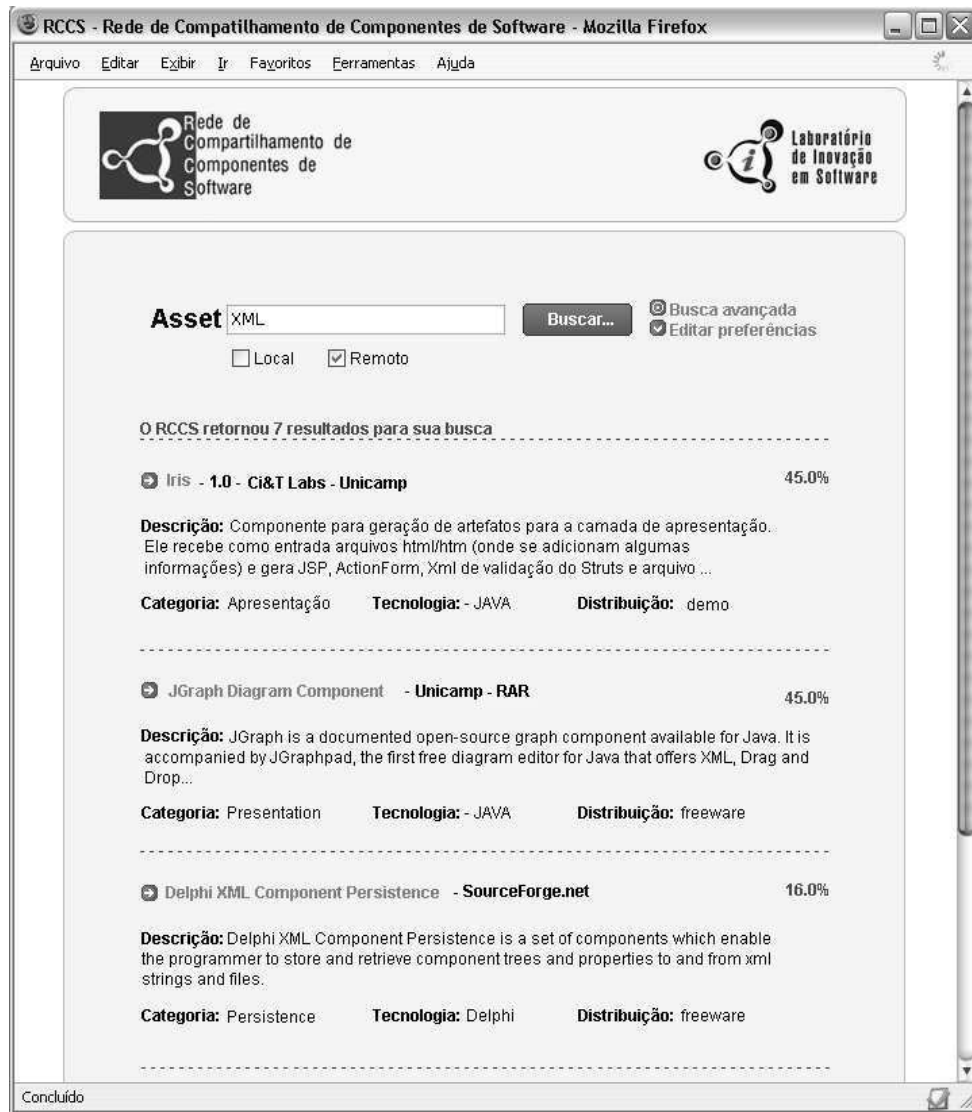 RCCS - Rede de Compatilhamento de Componentes de Software - Mozilla Firefox
Arquivo Editar Exibir Ir Favoritos Ferramentas Ajuda
Rede de
Compartilhamento de
Componentes de
Software
i
Laboratório
de Inovação
em Software
Asset XML Buscar... Busca avançada
Editar preferências
Local Remoto
O RCCS retornou 7 resultados para sua busca
Iris - 1.0 - Ci&T Labs - Unicamp 45.0%
Descrição: Componente para geração de artefatos para a camada de apresentação.
Ele recebe como entrada arquivos html/htm (onde se adicionam algumas
informações) e gera JSP, ActionForm, Xml de validação do Struts e arquivo ...
Categoria: Apresentação Tecnologia: - JAVA Distribuição: demo
JGraph Diagram Component - Unicamp - RAR 45.0%
Descrição: JGraph is a documented open-source graph component available for Java. It is
accompanied by JGraphpad, the first free diagram editor for Java that offers XML, Drag and
Drop...
Categoria: Presentation Tecnologia: - JAVA Distribuição: freeware
Delphi XML Component Persistence - SourceForge.net 16.0%
Descrição: Delphi XML Component Persistence is a set of components which enable
the programmer to store and retrieve component trees and properties to and from xml
strings and files.
Categoria: Persistence Tecnologia: Delphi Distribuição: freeware
Concluído